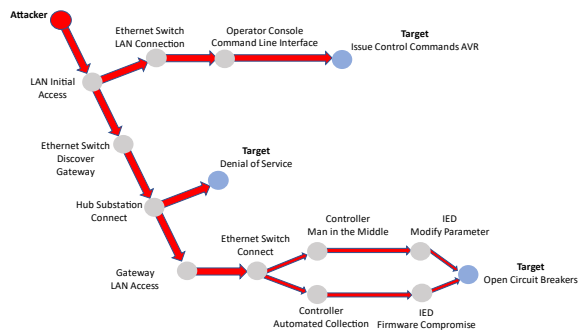 Attacker
Ethernet Switch
LAN Connection
Operator Console
Command Line Interface
Target
Issue Control Commands AVR
LAN Initial
Access
Ethernet Switch
Discover
Gateway
Target
Denial of Service
Hub Substation
Connect
Ethernet Switch
Connect
Controller
Man in the Middle
IED
Modify Parameter
Gateway
LAN Access
Target
Open Circuit Breakers
Controller
Automated Collection
IED
Firmware Compromise